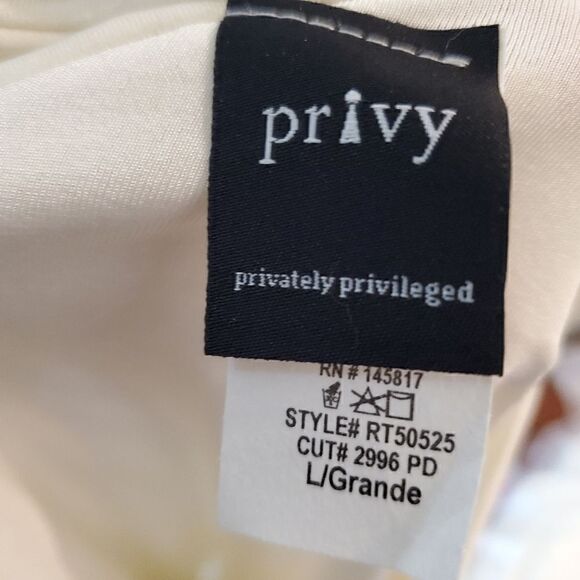 privy
privately privileged
RN # 145817
STYLE# RT50525
CUT# 2996 PD
L/Grande